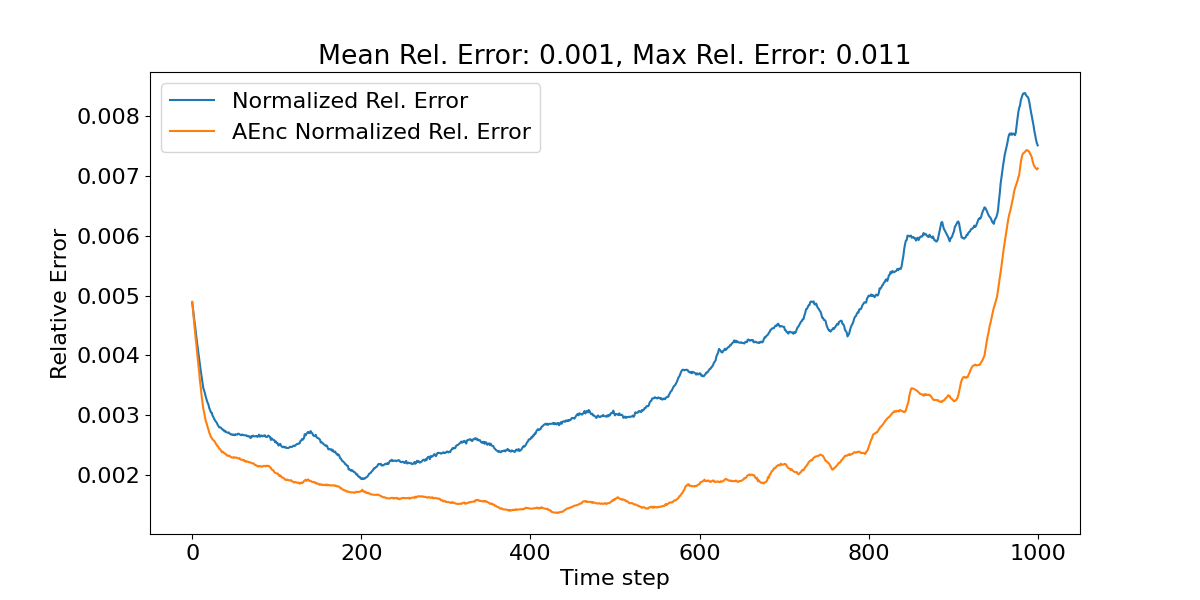 Mean Rel. Error: 0.001, Max Rel. Error: 0.011
Normalized Rel. Error
AEnc Normalized Rel. Error
Relative Error
0.008
0.007
0.006
0.005
0.004
0.003
0.002
0 200 400 600 800 1000
Time step